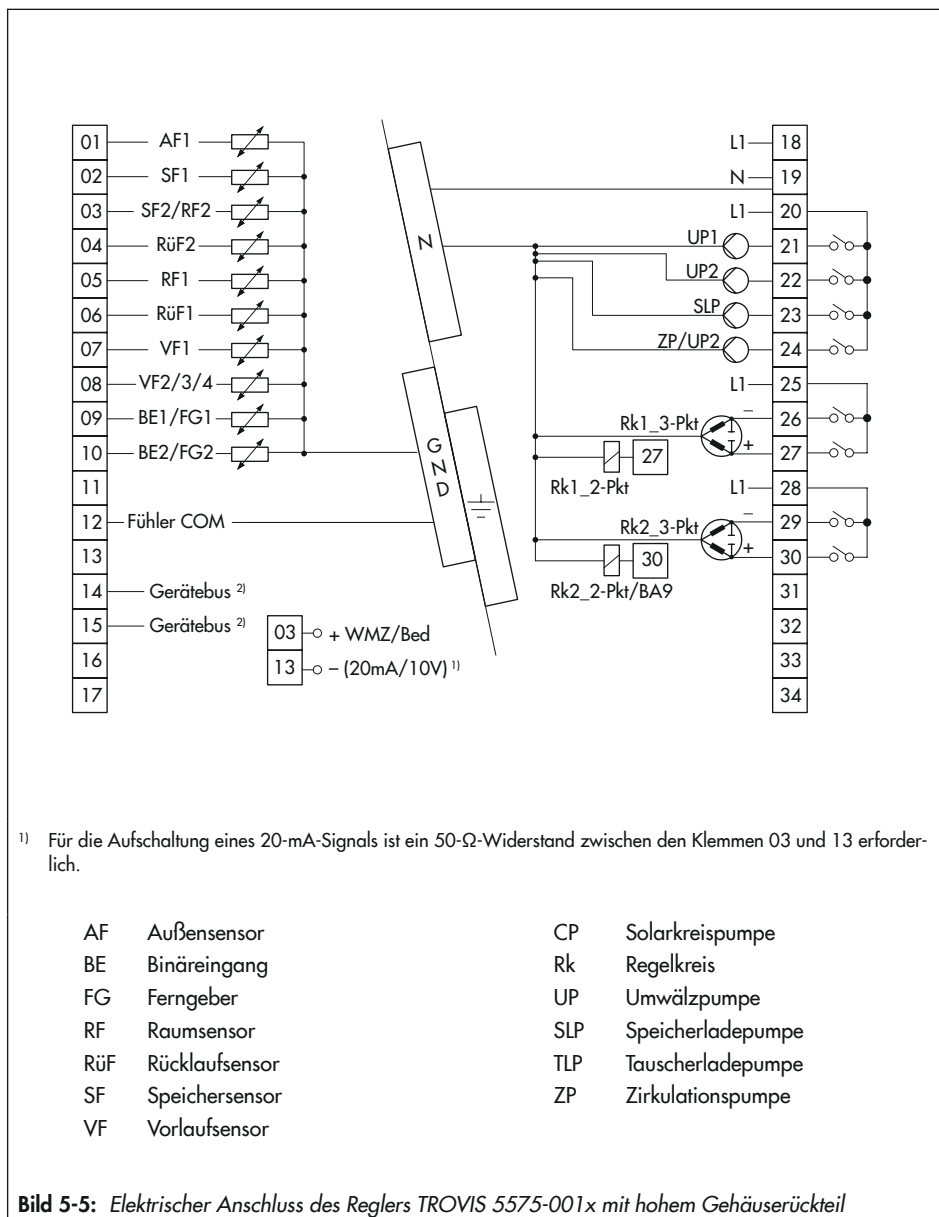 01 AF1 L1 18
02 SF1 N 19
03 SF2/RF2 L1 20
04 RüF2 N UP1 21
05 RF1 UP2 22
06 RüF1 SLP 23
07 VF1 ZP/UP2 24
08 VF2/3/4 L1 25
09 BE1/FG1 Rk1_3-Pkt – 26
10 BE2/FG2 GND 27 + 27
11 Rk1_2-Pkt L1 28
12 Fühler COM Rk2_3-Pkt – 29
13 30 + 30
14 Gerätebus 2) Rk2_2-Pkt/BA9 31
15 Gerätebus 2) 03 + WMZ/Bed 32
16 13 – (20mA/10V) 1) 33
17 34
1) Für die Aufschaltung eines 20-mA-Signals ist ein 50-Ω-Widerstand zwischen den Klemmen 03 und 13 erforder-
lich.
AF Außensensor CP Solarkreispumpe
BE Binäreingang Rk Regelkreis
FG Ferngeber UP Umwälzpumpe
RF Raumsensor SLP Speicherladepumpe
RüF Rücklaufsensor TLP Tauscherladepumpe
SF Speichersensor ZP Zirkulationspumpe
VF Vorlaufsensor
Bild 5-5: Elektrischer Anschluss des Reglers TROVIS 5575-001x mit hohem Gehäuserückteil